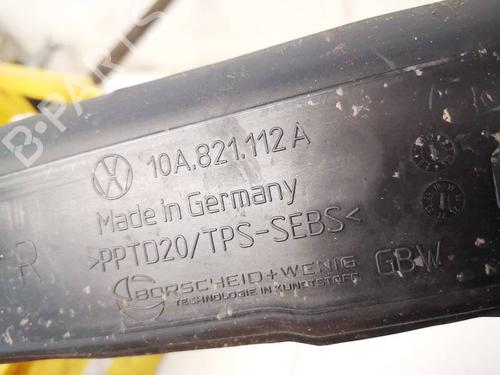 B-PARTS
10A.821.112 A
Made in Germany
R >PPTD20/TPS-SEBS<
BORSCHEID+WENIG GBW
TECHNOLOGIE IN KUNSTSTOFF